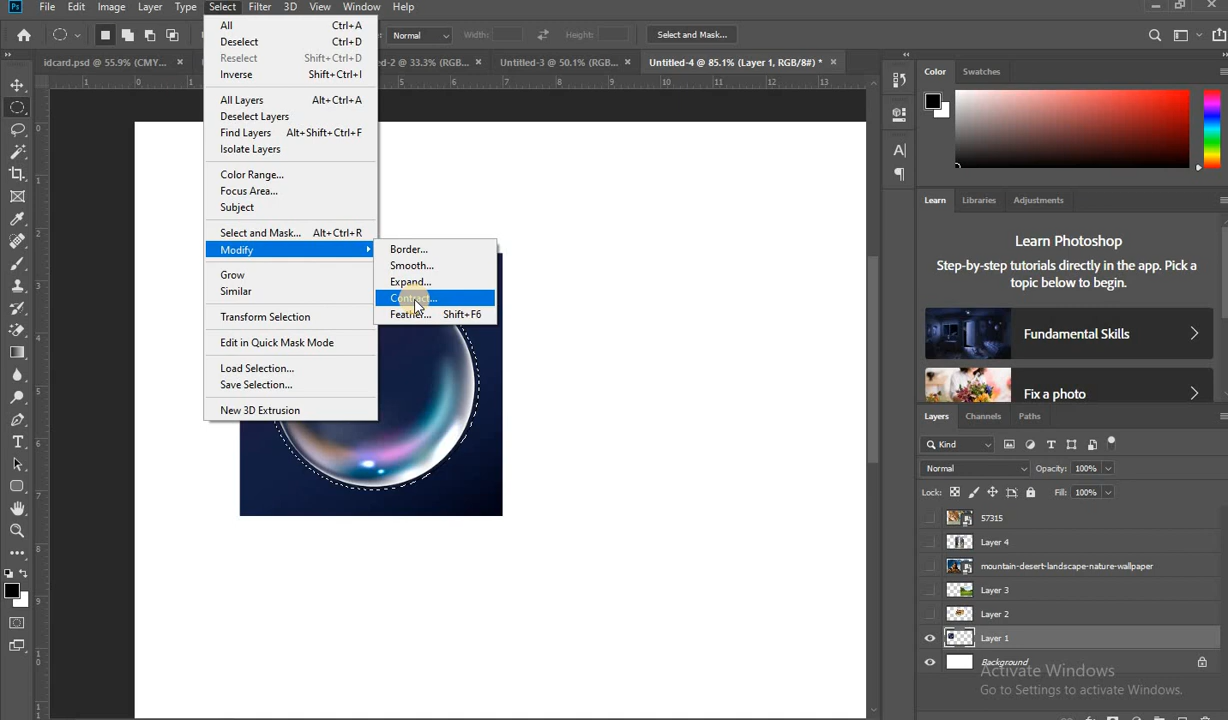 Ps File Edit Image Layer Type Select Filter 3D View Window Help
Normal Width: Height: Select and Mask...
idcard.psd @ 55.9% (CMY... × d-2 @ 33.3% (RGB... × Untitled-3 @ 50.1% (RGB... × Untitled-4 @ 85.1% (Layer 1, RGB/8#) * ×
All Ctrl+A
Deselect Ctrl+D
Reselect Shift+Ctrl+D
Inverse Shift+Ctrl+I
All Layers Alt+Ctrl+A
Deselect Layers
Find Layers Alt+Shift+Ctrl+F
Isolate Layers
Color Range...
Focus Area...
Subject
Select and Mask... Alt+Ctrl+R
Modify
Grow
Similar
Transform Selection
Edit in Quick Mask Mode
Load Selection...
Save Selection...
New 3D Extrusion
Border...
Smooth...
Expand...
Contract...
Feather... Shift+F6
Color Swatches
Learn Libraries Adjustments
Learn Photoshop
Step-by-step tutorials directly in the app. Pick a
topic below to begin.
Fundamental Skills
Fix a photo
Layers Channels Paths
Kind
Normal Opacity: 100%
Lock: Fill: 100%
57315
Layer 4
mountain-desert-landscape-nature-wallpaper
Layer 3
Layer 2
Layer 1
Background
Activate Windows
Go to Settings to activate Windows.